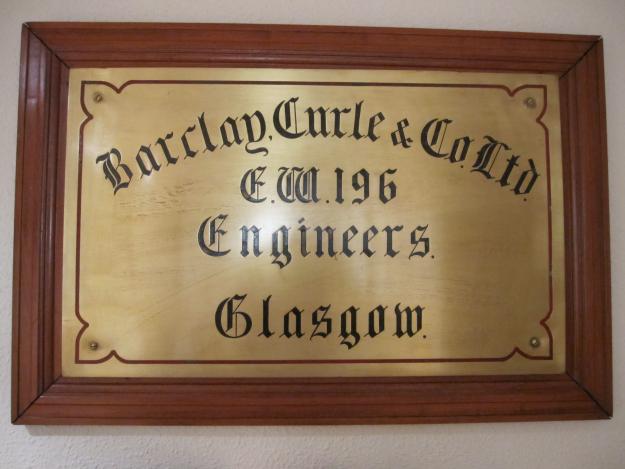 Barclay, Curle & Co. Ltd.
E.W. 196
Engineers.
Glasgow.